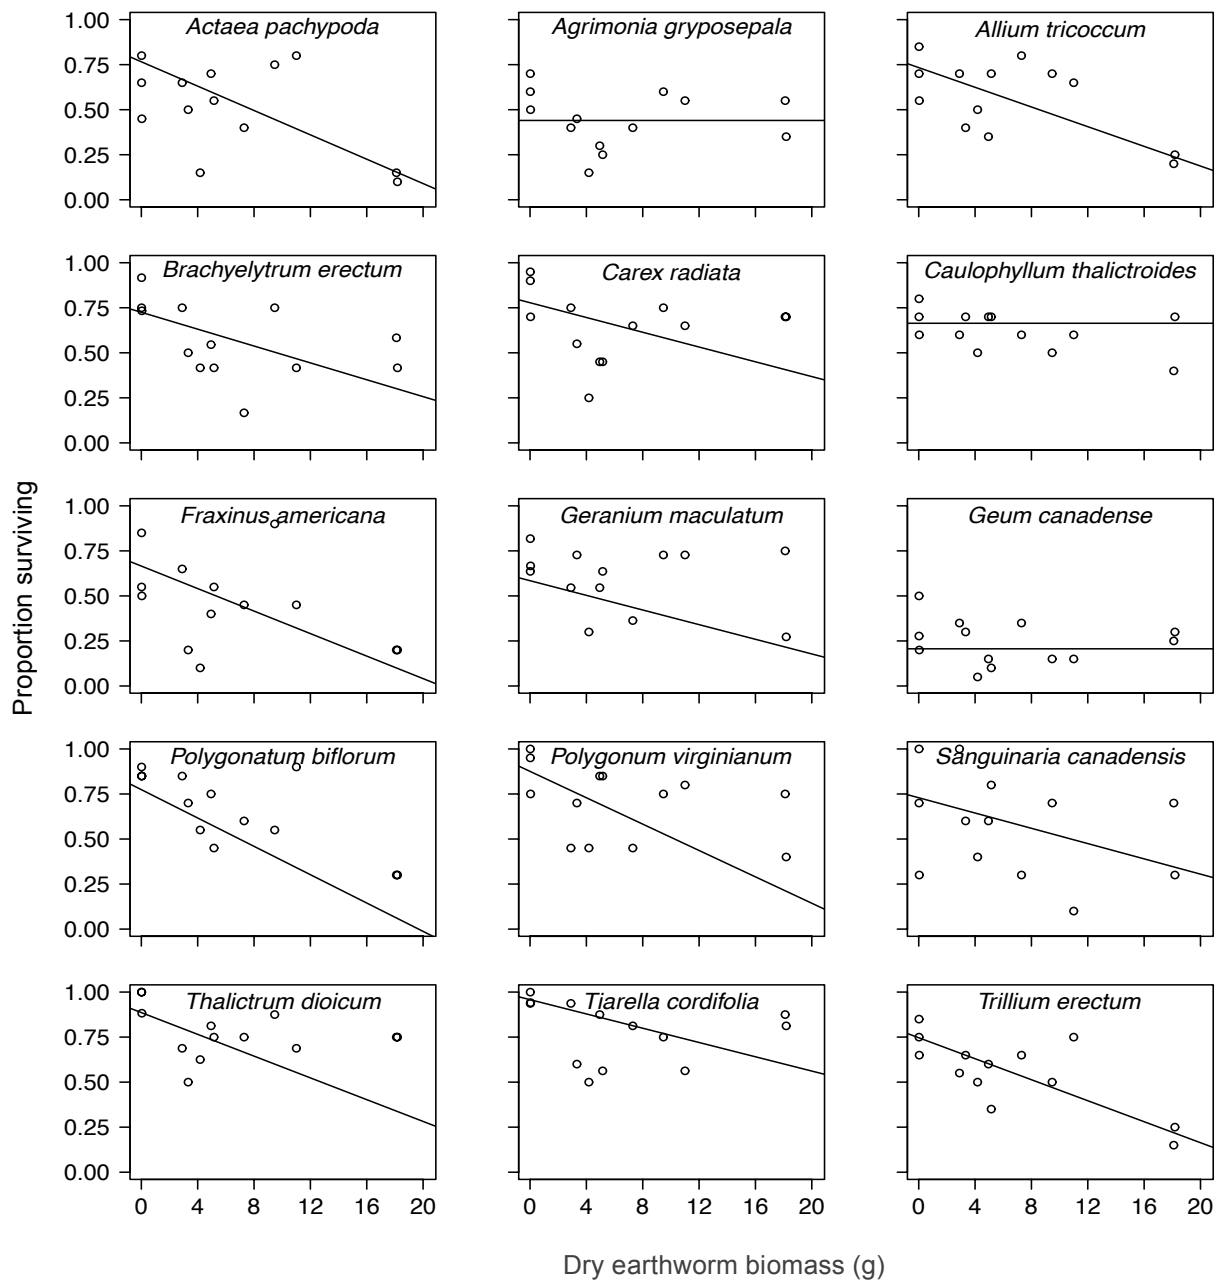 Actaea pachypoda
Agrimonia gryposepala
Allium tricoccum
1.00
0.75
0.50
0.25
0.00
Brachyelytrum erectum
Carex radiata
Caulophyllum thalictroides
1.00
0.75
0.50
0.25
0.00
Fraxinus americana
Geranium maculatum
Geum canadense
1.00
0.75
0.50
0.25
0.00
Polygonatum biflorum
Polygonum virginianum
Sanguinaria canadensis
1.00
0.75
0.50
0.25
0.00
Thalictrum dioicum
Tiarella cordifolia
Trillium erectum
1.00
0.75
0.50
0.25
0.00
0 4 8 12 16 20
0 4 8 12 16 20
0 4 8 12 16 20
Proportion surviving
Dry earthworm biomass (g)